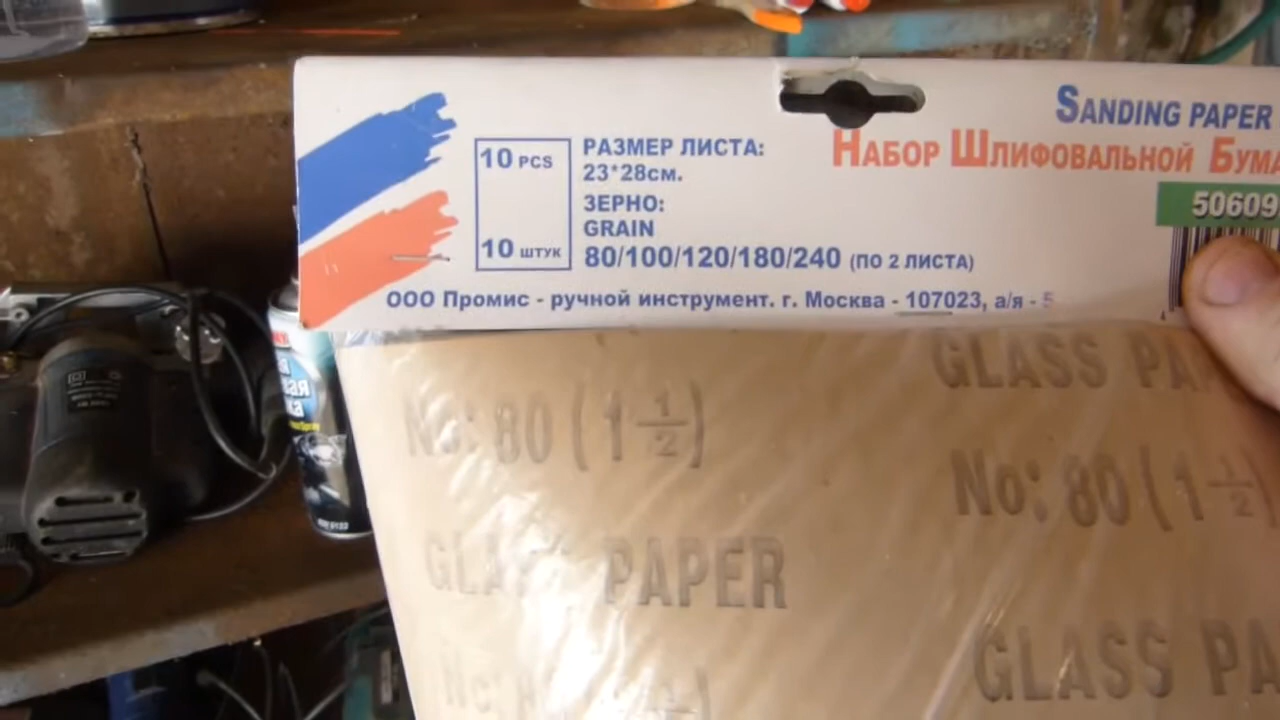 SANDING PAPER
НАБОР ШЛИФОВАЛЬНОЙ
50609
10 PCS
10 ШТУК
РАЗМЕР ЛИСТА:
23*28см.
ЗЕРНО:
GRAIN
80/100/120/180/240 (ПО 2 ЛИСТА)
ООО Промис - ручной инструмент. г. Москва - 107023, а/я - 5
GLASS
No: 80 (1 1/2)
No: 80 (1 1/2
PAPER
GLASS